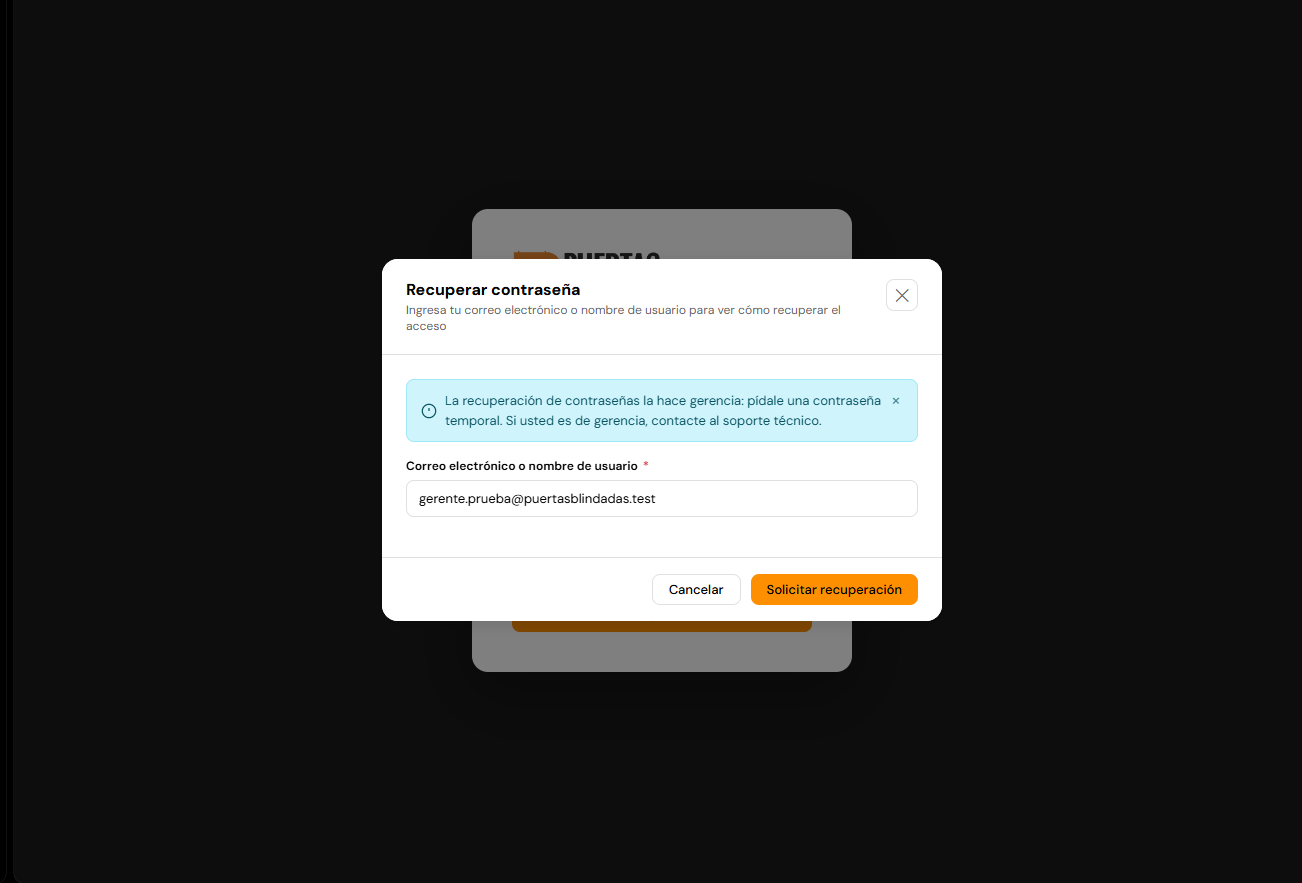 Recuperar contraseña
Ingresa tu correo electrónico o nombre de usuario para ver cómo recuperar el
acceso
La recuperación de contraseñas la hace gerencia: pídale una contraseña
temporal. Si usted es de gerencia, contacte al soporte técnico.
Correo electrónico o nombre de usuario *
gerente.prueba@puertasblindadas.test
Cancelar
Solicitar recuperación